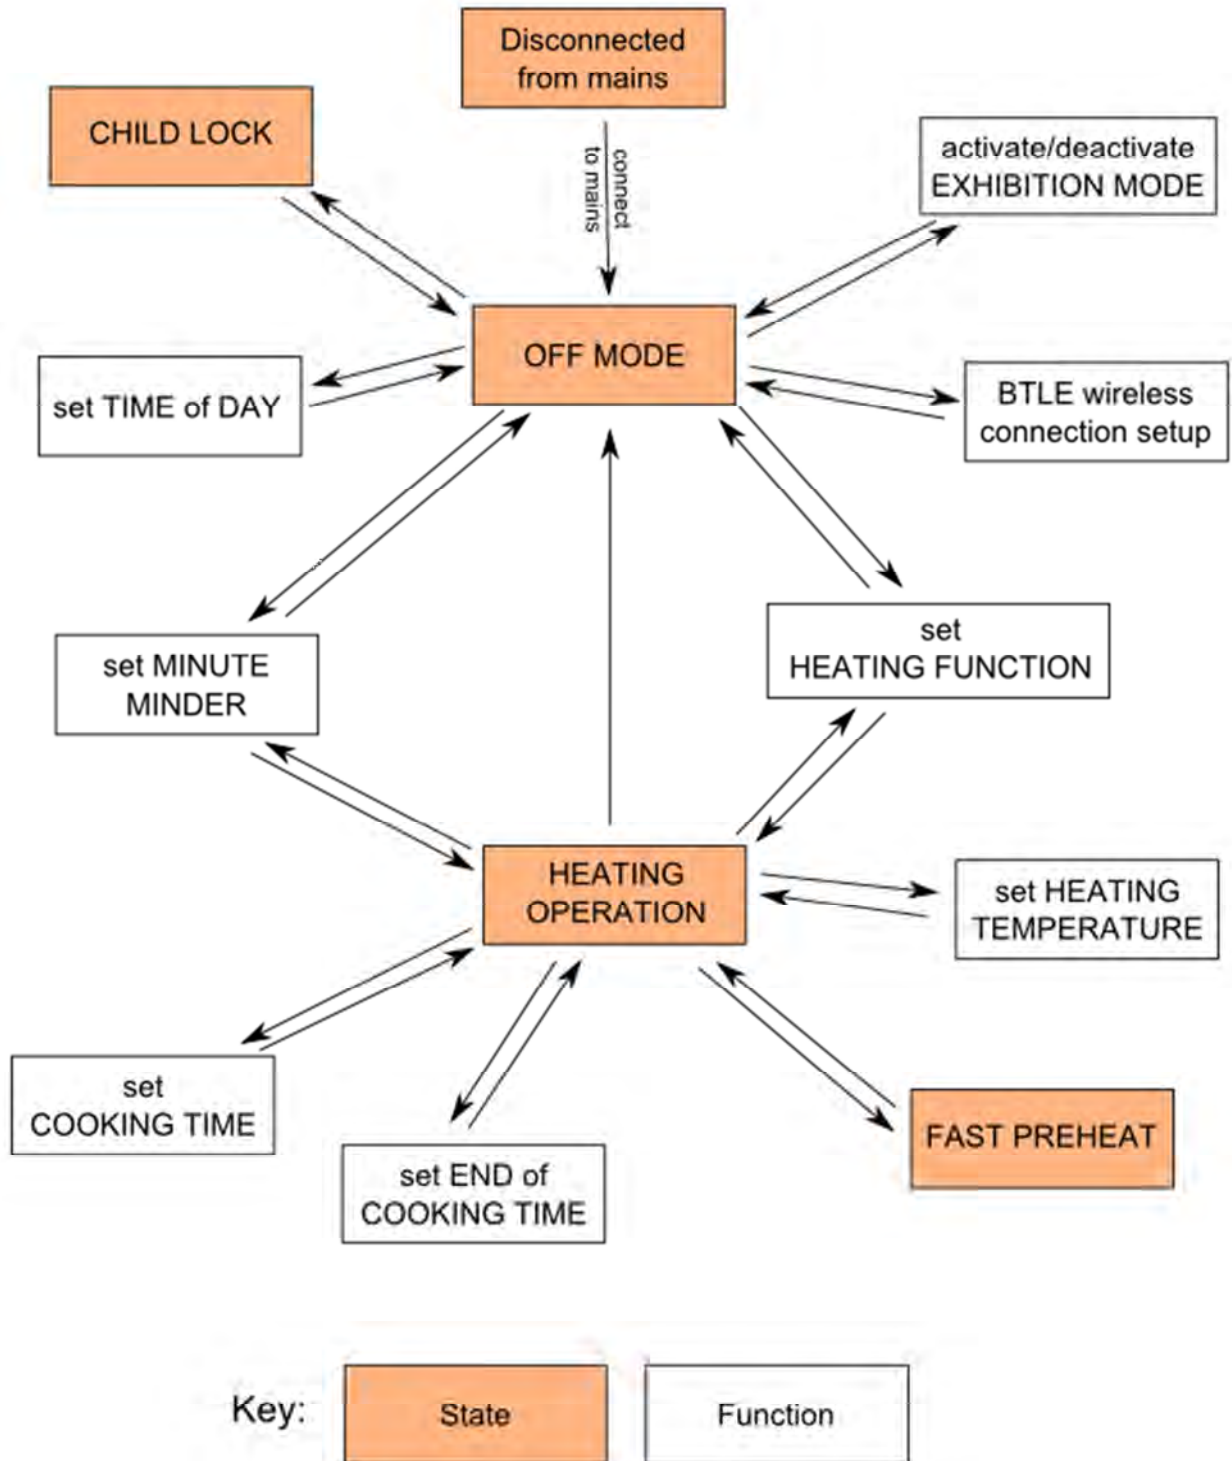 Disconnected
from mains
CHILD LOCK
connect
to mains
activate/deactivate
EXHIBITION MODE
OFF MODE
set TIME of DAY
BTLE wireless
connection setup
set MINUTE
MINDER
set
HEATING FUNCTION
HEATING
OPERATION
set HEATING
TEMPERATURE
set
COOKING TIME
set END of
COOKING TIME
FAST PREHEAT
Key:
State
Function